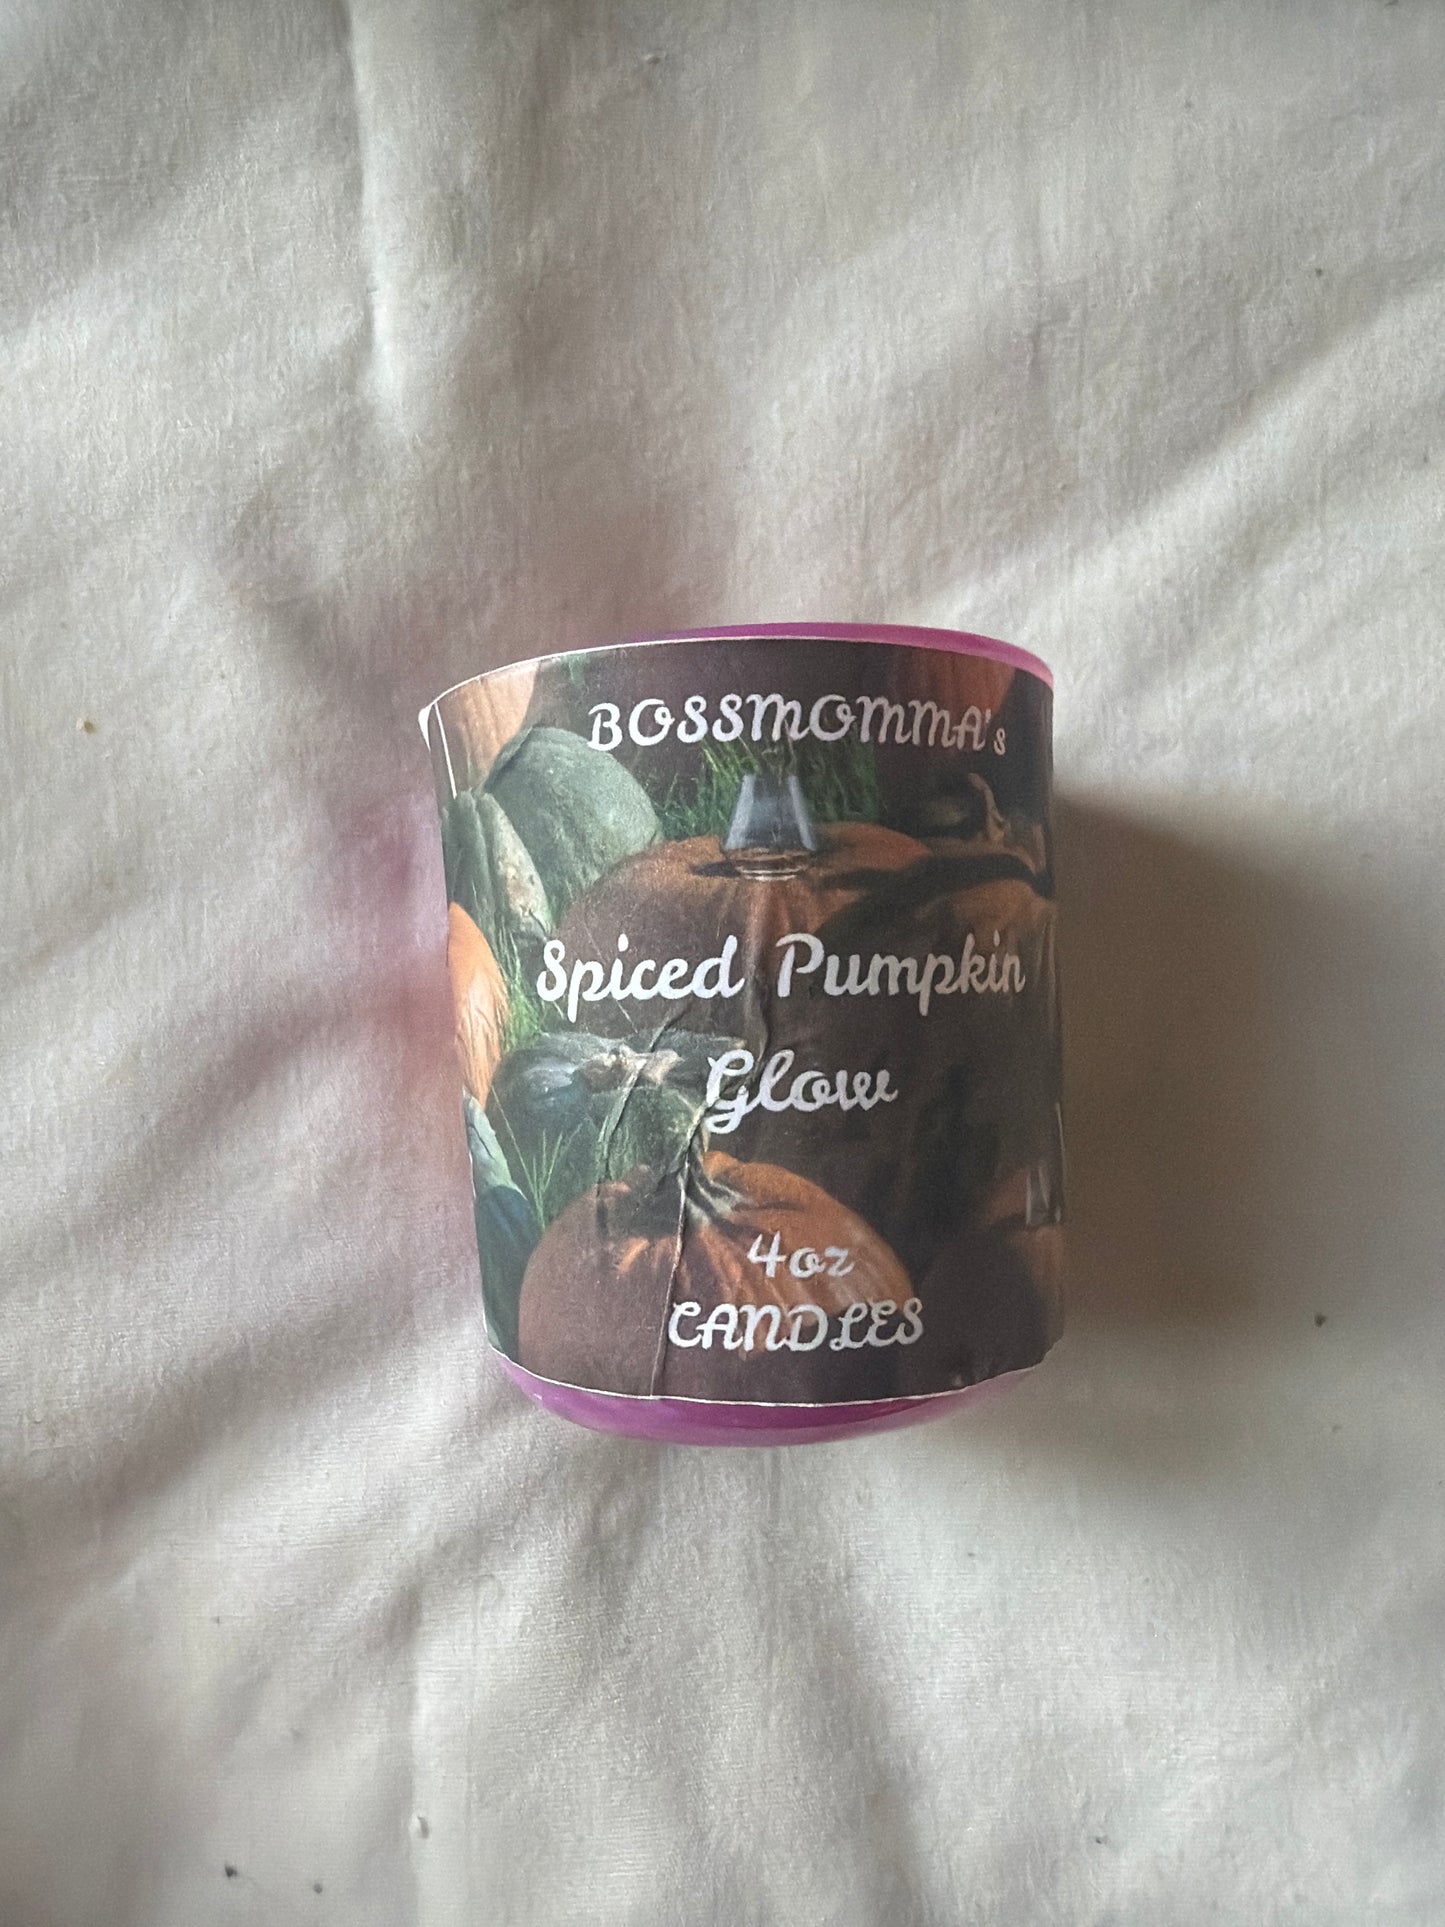 BOSSMOMMA's
Spiced Pumpkin
Glow
4oz
CANDLES